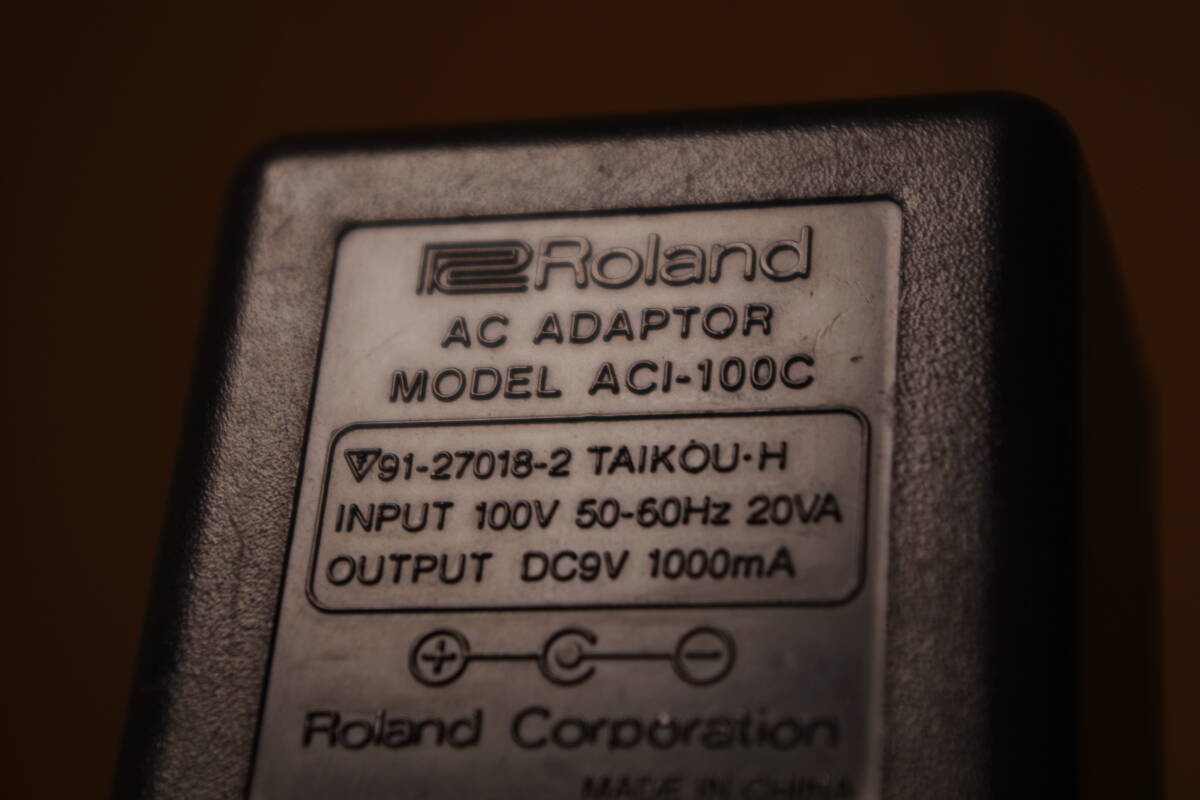 Roland
AC ADAPTOR
MODEL ACI-100C
91-27018-2 TAIKOU·H
INPUT 100V 50-60Hz 20VA
OUTPUT DC9V 1000mA
Roland Corporation
MADE IN CHINA